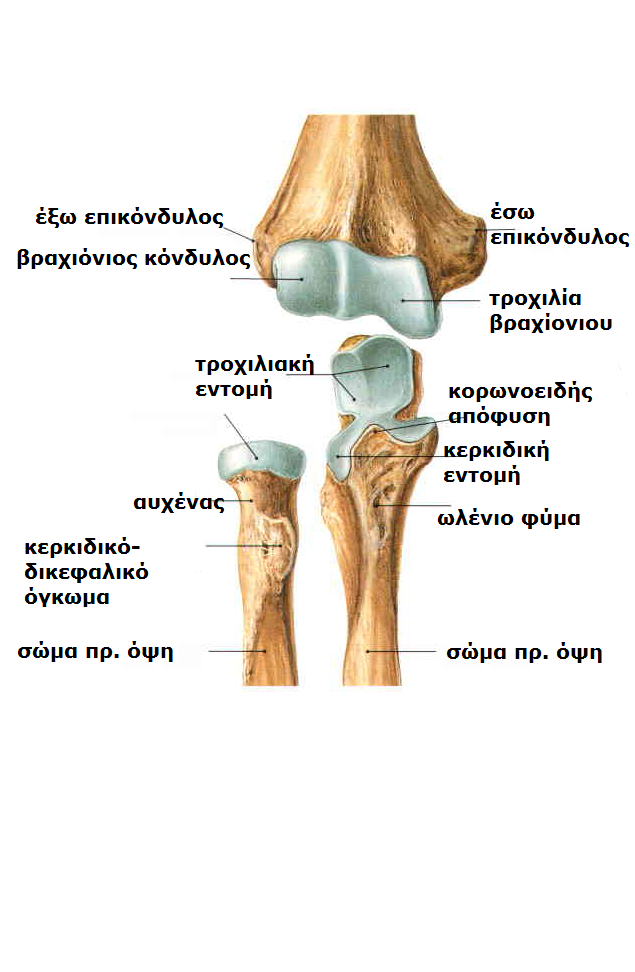 έξω επικόνδυλος
βραχιόνιος κόνδυλος
έσω
επικόνδυλος
τροχιλία
βραχίονιου
τροχιλιακή
εντομή
κορωνοειδής
απόφυση
κερκιδική
εντομή
αυχένας
ωλένιο φύμα
κερκιδικό-
δικεφαλικό
όγκωμα
σώμα πρ. όψη
σώμα πρ. όψη